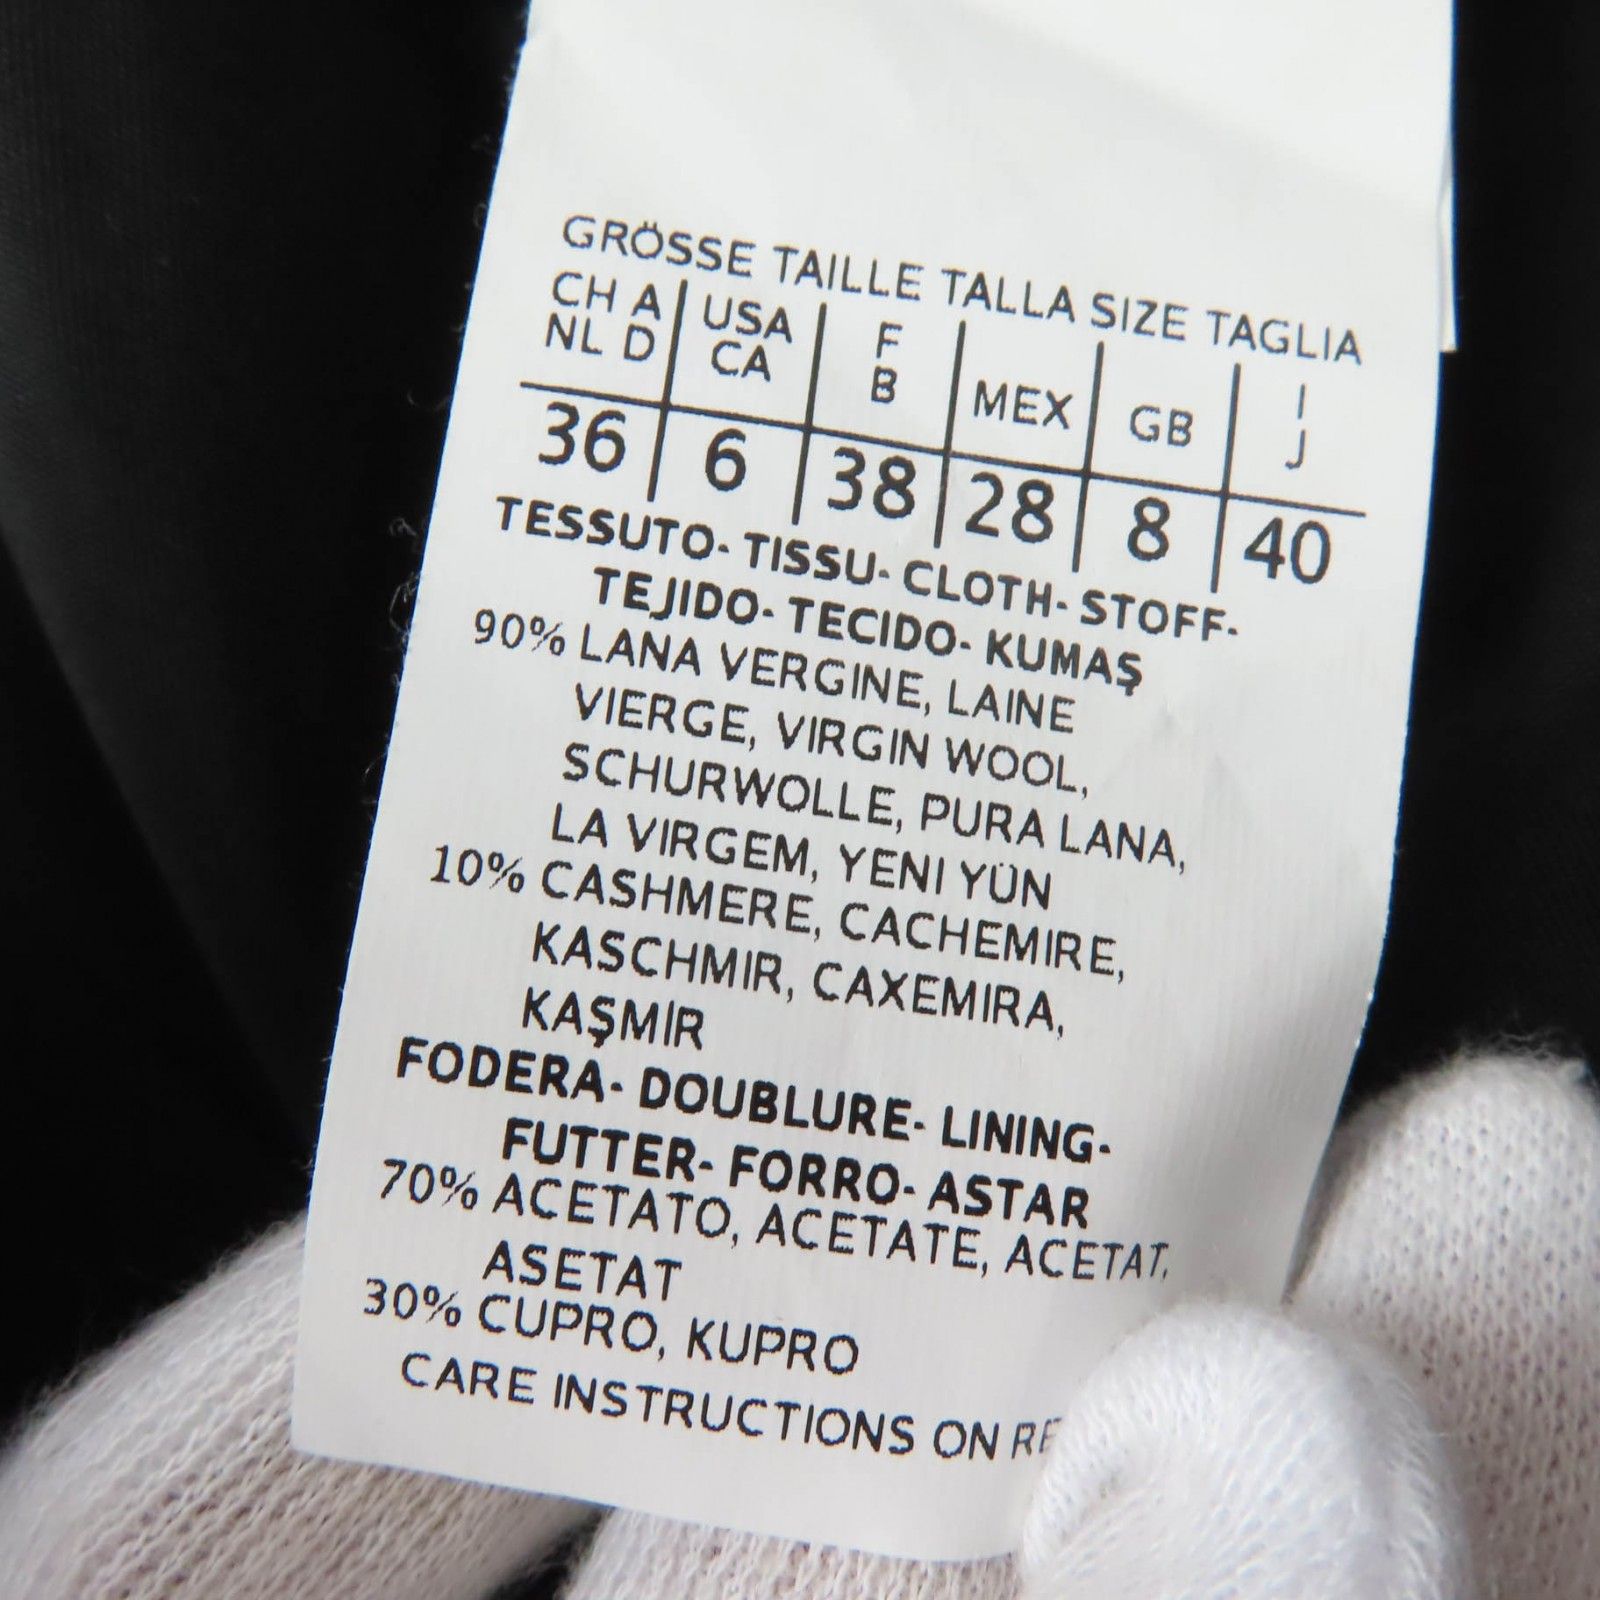 GRÖSSE TAILLE TALLA SIZE TAGLIA
CH A USA F MEX GB I
NL D CA B J
36 6 38 28 8 40
TESSUTO- TISSU- CLOTH- STOFF-
TEJIDO- TECIDO- KUMAŞ
90% LANA VERGINE, LAINE
VIERGE, VIRGIN WOOL,
SCHURWOLLE, PURA LANA,
LA VIRGEM, YENI YÜN
10% CASHMERE, CACHEMIRE,
KASCHMIR, CAXEMIRA,
KAŞMİR
FODERA- DOUBLURE- LINING-
FUTTER- FORRO- ASTAR
70% ACETATO, ACETATE, ACETAT,
ASETAT
30% CUPRO, KUPRO
CARE INSTRUCTIONS ON